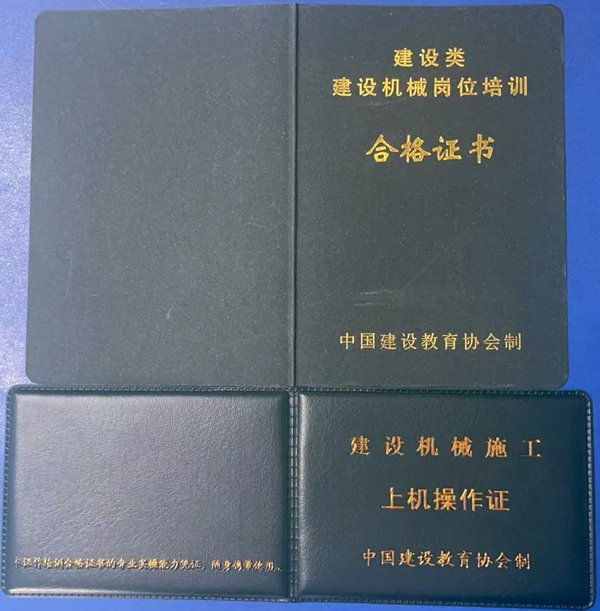 建设类
建设机械岗位培训
合格证书
中国建设教育协会制
建设机械施工
上机操作证
中国建设教育协会制
证作培训合格证书的专业实操能力凭证，随身携带使用。